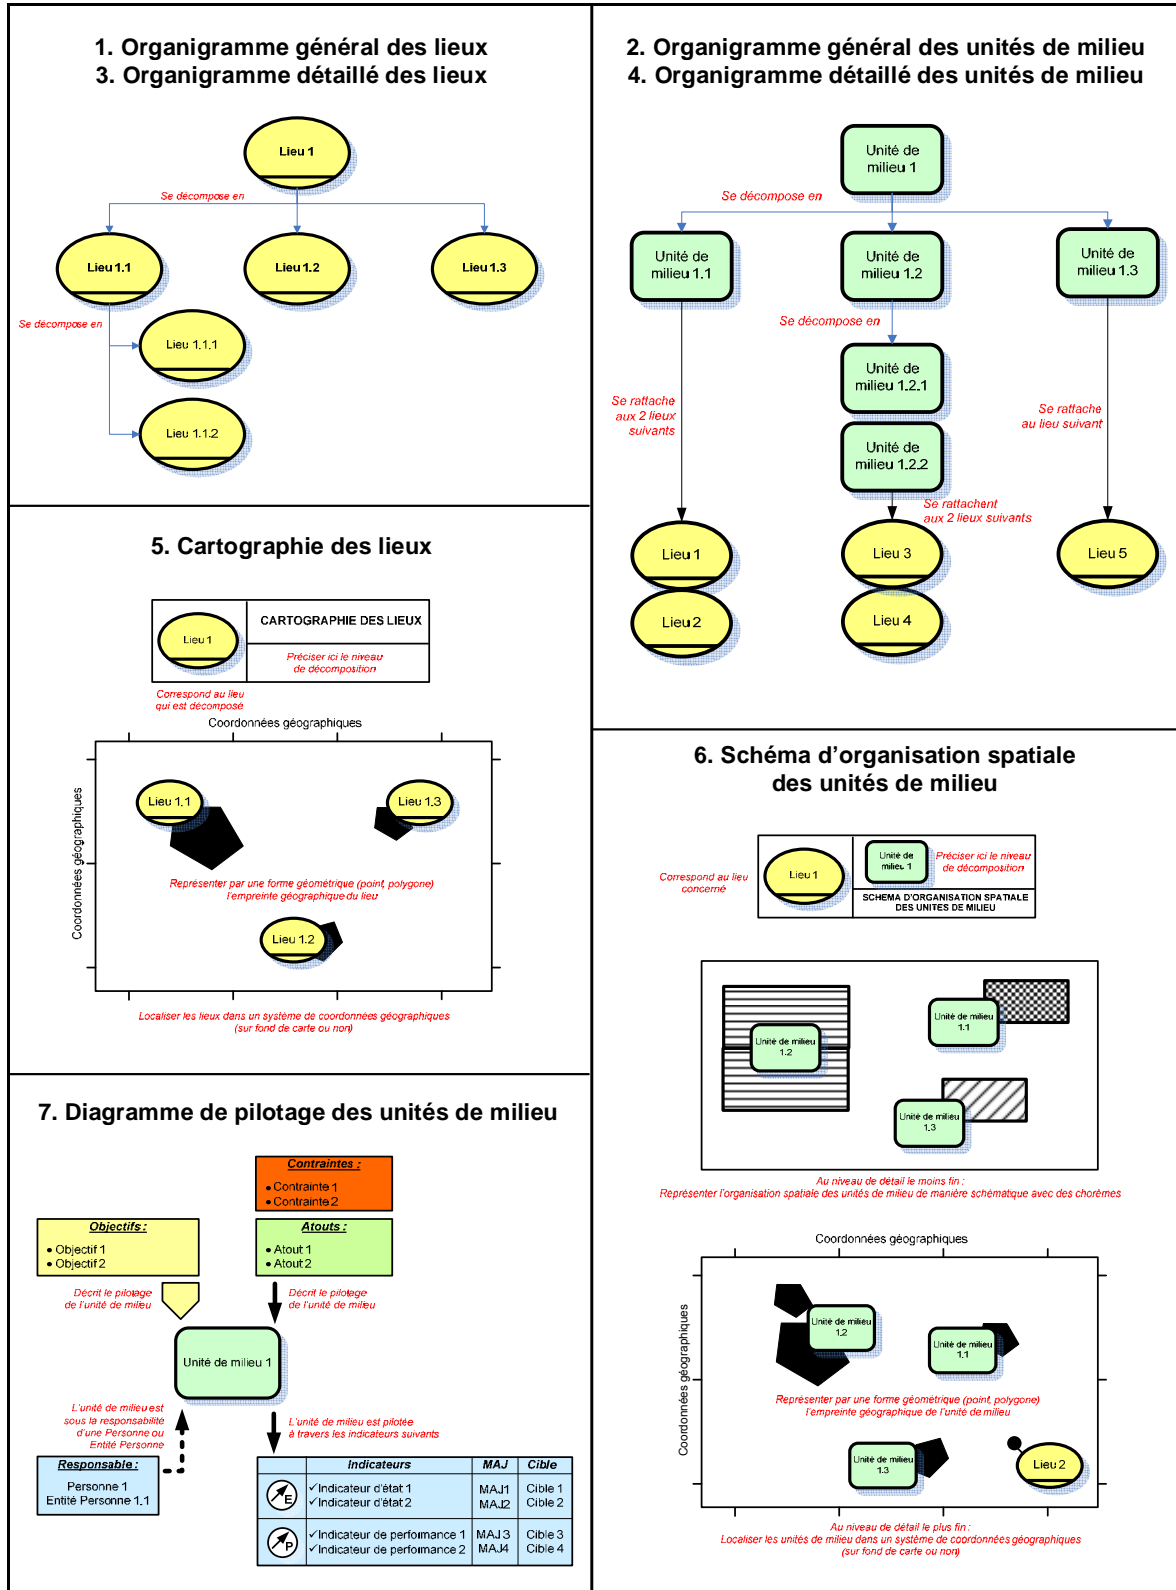 1. Organigramme général des lieux
3. Organigramme détaillé des lieux
Lieu 1
Se décompose en
Lieu 1.1
Lieu 1.2
Lieu 1.3
Se décompose en
Lieu 1.1.1
Lieu 1.1.2
2. Organigramme général des unités de milieu
4. Organigramme détaillé des unités de milieu
Unité de
milieu 1
Se décompose en
Unité de
milieu 1.1
Unité de
milieu 1.2
Unité de
milieu 1.3
Se décompose en
Unité de
milieu 1.2.1
Unité de
milieu 1.2.2
Se rattache
aux 2 lieux
suivants
Se rattache
au lieu suivant
Se rattachent
aux 2 lieux suivants
Lieu 1
Lieu 2
Lieu 3
Lieu 4
Lieu 5
5. Cartographie des lieux
Lieu 1
CARTOGRAPHIE DES LIEUX
Préciser ici le niveau
de décomposition
Correspond au lieu
qui est décomposé
Coordonnées géographiques
Coordonnées géographiques
Lieu 1.1
Lieu 1.3
Représenter par une forme géométrique (point, polygone)
l'empreinte géographique du lieu
Lieu 1.2
Localiser les lieux dans un système de coordonnées géographiques
(sur fond de carte ou non)
6. Schéma d'organisation spatiale
des unités de milieu
Correspond au lieu
concerné
Lieu 1
Unité de
milieu 1
Préciser ici le niveau
de décomposition
SCHEMA D'ORGANISATION SPATIALE
DES UNITES DE MILIEU
Unité de milieu
1.2
Unité de milieu
1.1
Unité de milieu
1.3
Au niveau de détail le moins fin :
Représenter l'organisation spatiale des unités de milieu de manière schématique avec des chorèmes
Coordonnées géographiques
Coordonnées géographiques
Unité de milieu
1.2
Unité de milieu
1.1
Représenter par une forme géométrique (point, polygone)
l'empreinte géographique de l'unité de milieu
Unité de milieu
1.3
Lieu 2
Au niveau de détail le plus fin :
Localiser les unités de milieu dans un système de coordonnées géographiques
(sur fond de carte ou non)
7. Diagramme de pilotage des unités de milieu
Contraintes :
• Contrainte 1
• Contrainte 2
Objectifs :
• Objectif 1
• Objectif 2
Atouts :
• Atout 1
• Atout 2
Décrit le pilotage
de l'unité de milieu
Décrit le pilotage
de l'unité de milieu
Unité de milieu 1
L'unité de milieu est
sous la responsabilité
d'une Personne ou
Entité Personne
L'unité de milieu est pilotée
à travers les indicateurs suivants
Responsable :
Personne 1
Entité Personne 1.1
Indicateurs MAJ Cible
E ✓Indicateur d'état 1 MAJ1 Cible 1
✓Indicateur d'état 2 MAJ2 Cible 2
P ✓Indicateur de performance 1 MAJ 3 Cible 3
✓Indicateur de performance 2 MAJ4 Cible 4